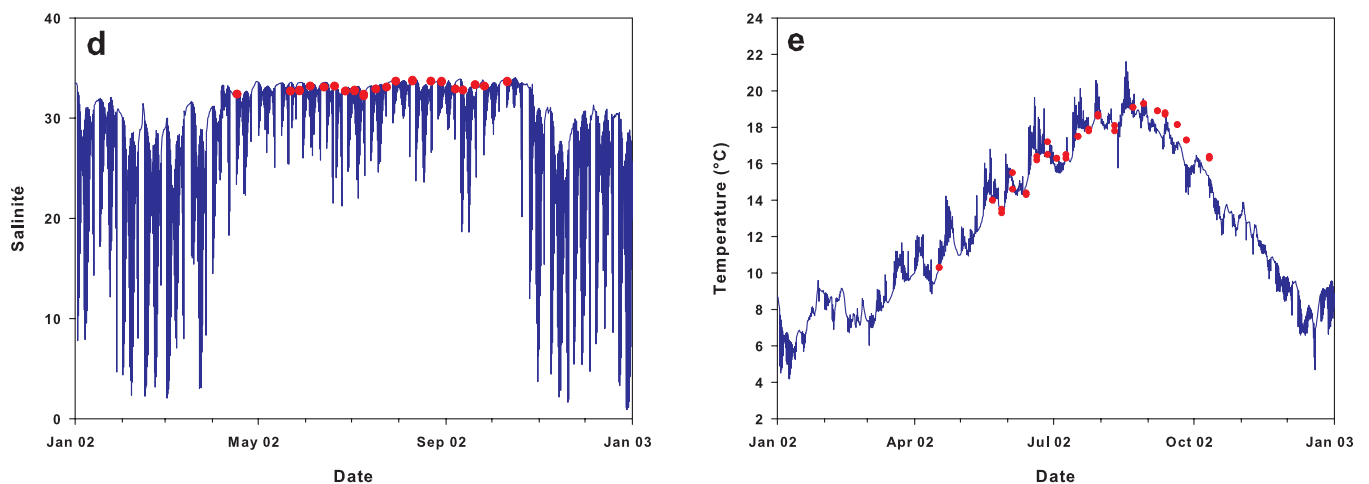 d
40
30
20
10
0
Salinité
Jan 02
May 02
Sep 02
Jan 03
Date
e
24
22
20
18
16
14
12
10
8
6
4
2
Temperature (°C)
Jan 02
Apr 02
Jul 02
Oct 02
Jan 03
Date